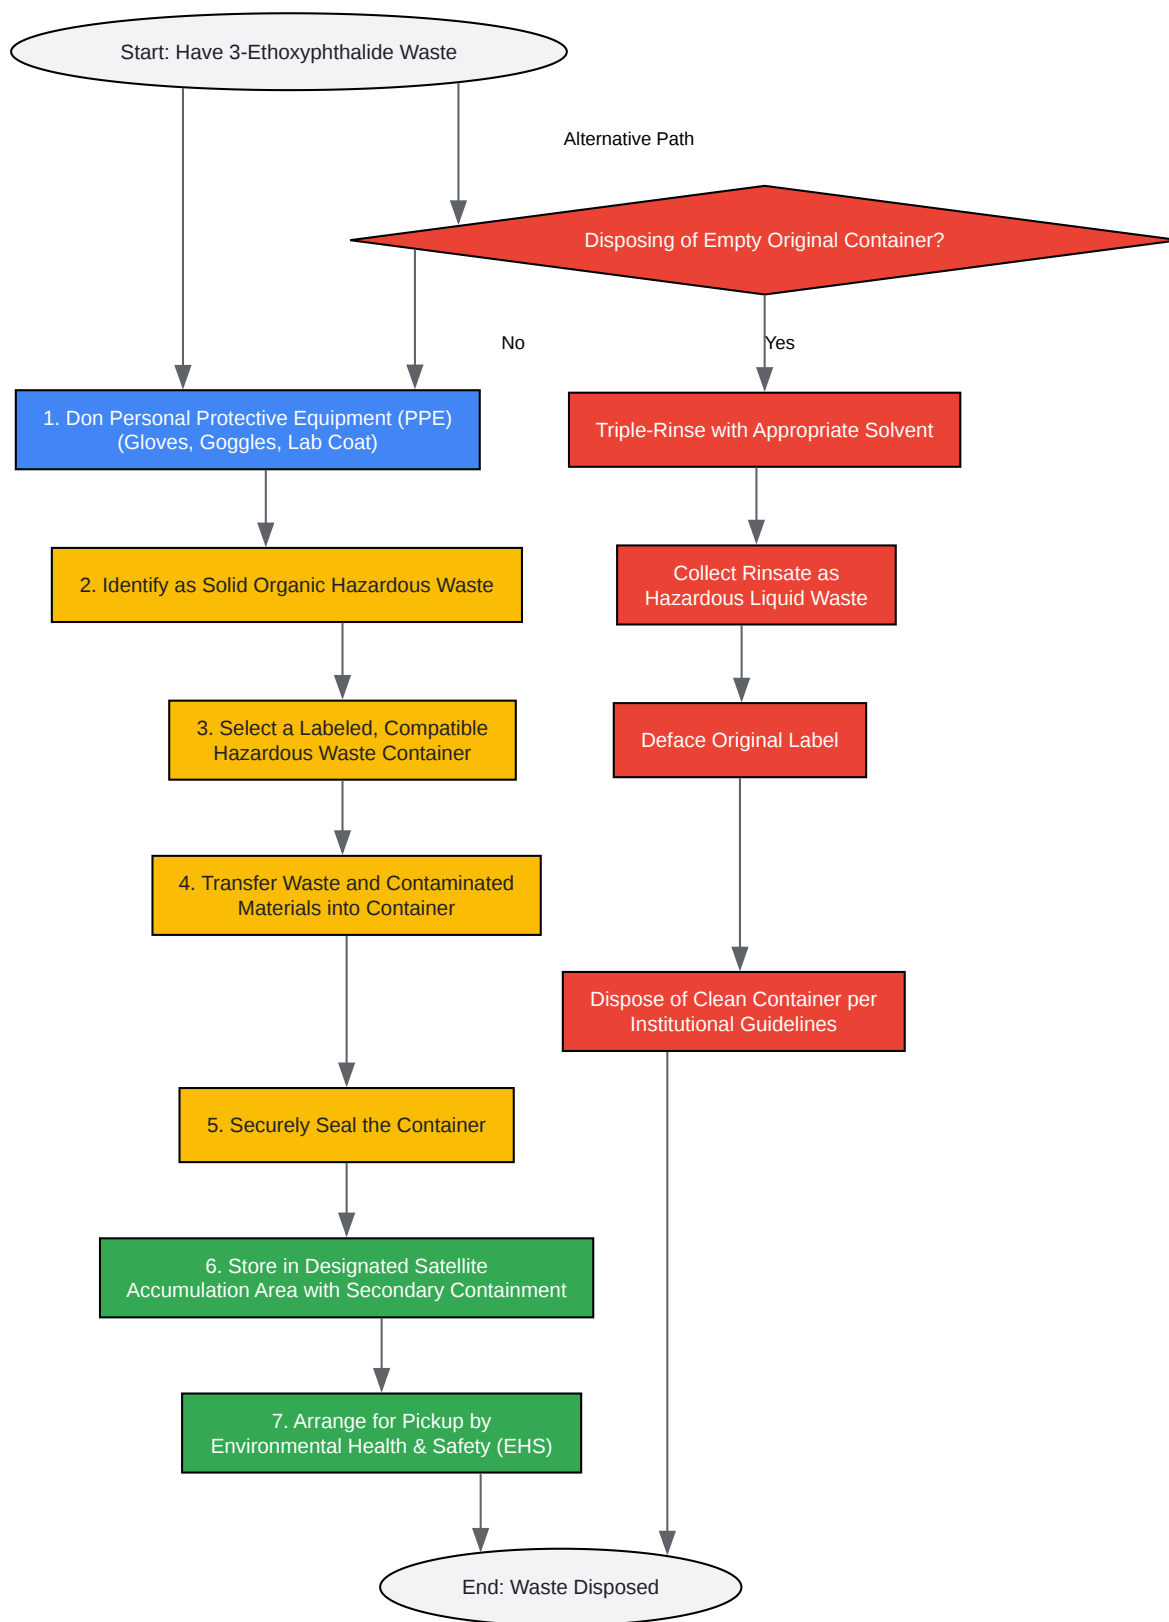 Start: Have 3-Ethoxyphthalide Waste
Alternative Path
Disposing of Empty Original Container?
No
Yes
1. Don Personal Protective Equipment (PPE)
(Gloves, Goggles, Lab Coat)
Triple-Rinse with Appropriate Solvent
2. Identify as Solid Organic Hazardous Waste
Collect Rinsate as
Hazardous Liquid Waste
3. Select a Labeled, Compatible
Hazardous Waste Container
Deface Original Label
4. Transfer Waste and Contaminated
Materials into Container
Dispose of Clean Container per
Institutional Guidelines
5. Securely Seal the Container
6. Store in Designated Satellite
Accumulation Area with Secondary Containment
7. Arrange for Pickup by
Environmental Health & Safety (EHS)
End: Waste Disposed